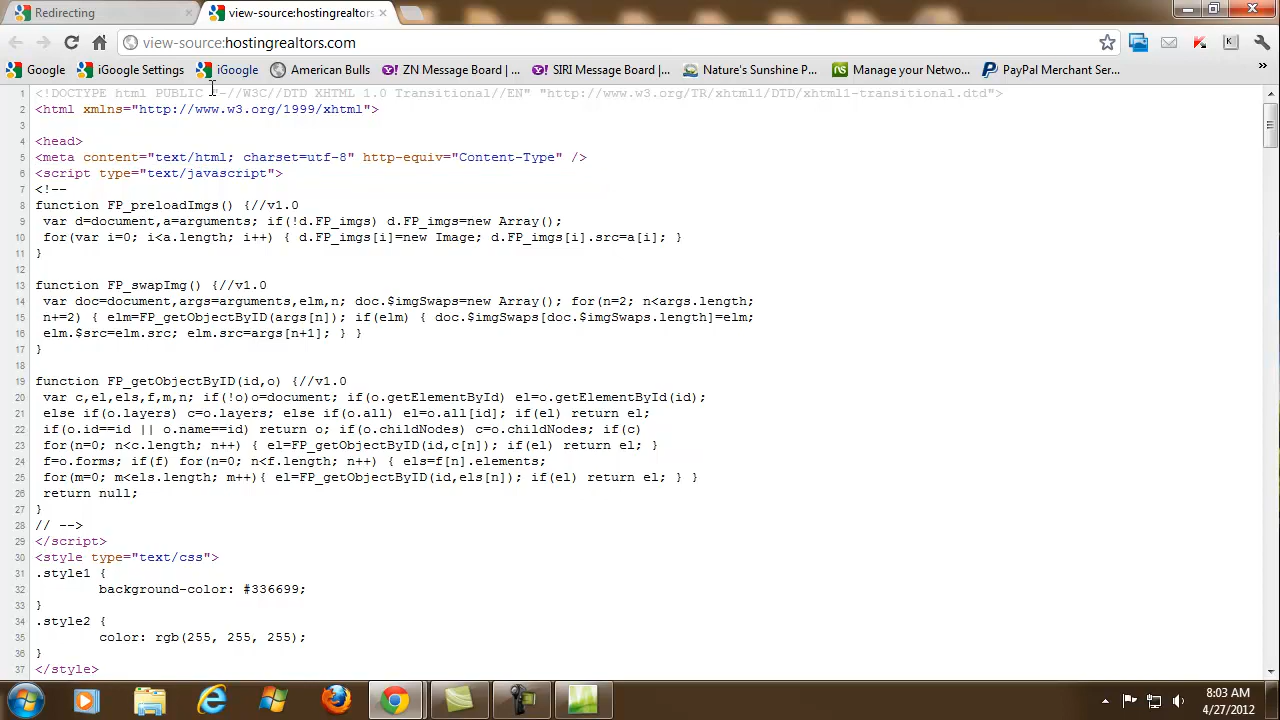 Redirecting
view-source:hostingrealtors
view-source:hostingrealtors.com
Google iGoogle Settings iGoogle American Bulls ZN Message Board |... SIRI Message Board |... Nature's Sunshine P... Manage your Netwo... PayPal Merchant Ser... »
1 <!DOCTYPE html PUBLIC "-//W3C//DTD XHTML 1.0 Transitional//EN" "http://www.w3.org/TR/xhtml1/DTD/xhtml1-transitional.dtd">
2 <html xmlns="http://www.w3.org/1999/xhtml">
3
4 <head>
5 <meta content="text/html; charset=utf-8" http-equiv="Content-Type" />
6 <script type="text/javascript">
7 <!--
8 function FP_preloadImgs() {//v1.0
9 var d=document,a=arguments; if(!d.FP_imgs) d.FP_imgs=new Array();
10 for(var i=0; i<a.length; i++) { d.FP_imgs[i]=new Image; d.FP_imgs[i].src=a[i]; }
11 }
12
13 function FP_swapImg() {//v1.0
14 var doc=document,args=arguments,elm,n; doc.$imgSwaps=new Array(); for(n=2; n<args.length;
15 n+=2) { elm=FP_getObjectByID(args[n]); if(elm) { doc.$imgSwaps[doc.$imgSwaps.length]=elm;
16 elm.$src=elm.src; elm.src=args[n+1]; } }
17 }
18
19 function FP_getObjectByID(id,o) {//v1.0
20 var c,el,els,f,m,n; if(!o)o=document; if(o.getElementById) el=o.getElementById(id);
21 else if(o.layers) c=o.layers; else if(o.all) el=o.all[id]; if(el) return el;
22 if(o.id==id || o.name==id) return o; if(o.childNodes) c=o.childNodes; if(c)
23 for(n=0; n<c.length; n++) { el=FP_getObjectByID(id,c[n]); if(el) return el; }
24 f=o.forms; if(f) for(n=0; n<f.length; n++) { els=f[n].elements;
25 for(m=0; m<els.length; m++){ el=FP_getObjectByID(id,els[n]); if(el) return el; } }
26 return null;
27 }
28 // -->
29 </script>
30 <style type="text/css">
31 .style1 {
32 background-color: #336699;
33 }
34 .style2 {
35 color: rgb(255, 255, 255);
36 }
37 </style>
8:03 AM
4/27/2012